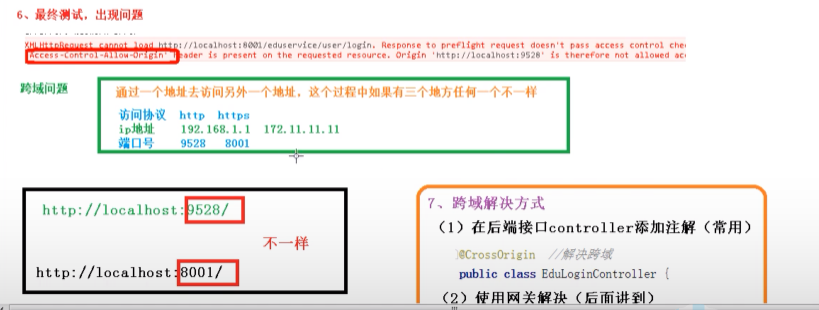 6、最终测试，出现问题
XMLHttpRequest cannot load http://localhost:8001/eduservice/user/login. Response to preflight request doesn't pass access control chec
'Access-Control-Allow-Origin' header is present on the requested resource. Origin 'http://localhost:9528' is therefore not allowed ac
跨域问题
通过一个地址去访问另外一个地址，这个过程中如果有三个地方任何一个不一样
访问协议 http https
ip地址 192.168.1.1 172.11.11.11
端口号 9528 8001
http://localhost:9528/
不一样
http://localhost:8001/
7、跨域解决方式
（1）在后端接口controller添加注解（常用）
@CrossOrigin //解决跨域
public class EduLoginController {
（2）使用网关解决（后面讲到）